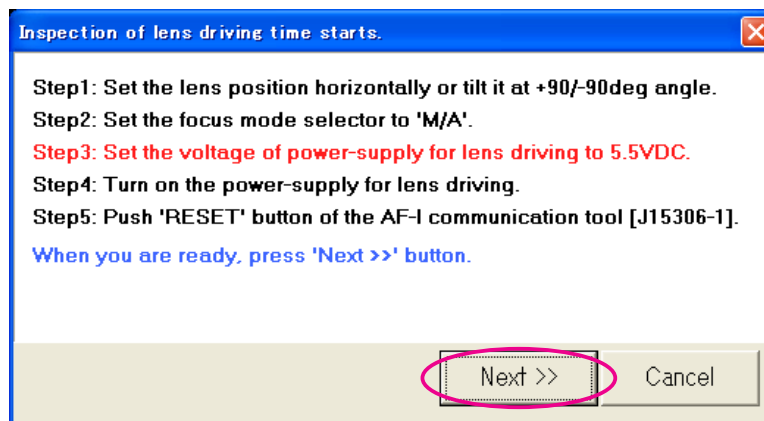 Inspection of lens driving time starts.
Step1: Set the lens position horizontally or tilt it at +90/-90deg angle.
Step2: Set the focus mode selector to 'M/A'.
Step3: Set the voltage of power-supply for lens driving to 5.5VDC.
Step4: Turn on the power-supply for lens driving.
Step5: Push 'RESET' button of the AF-I communication tool [J15306-1].
When you are ready, press 'Next >>' button.
Next >>
Cancel